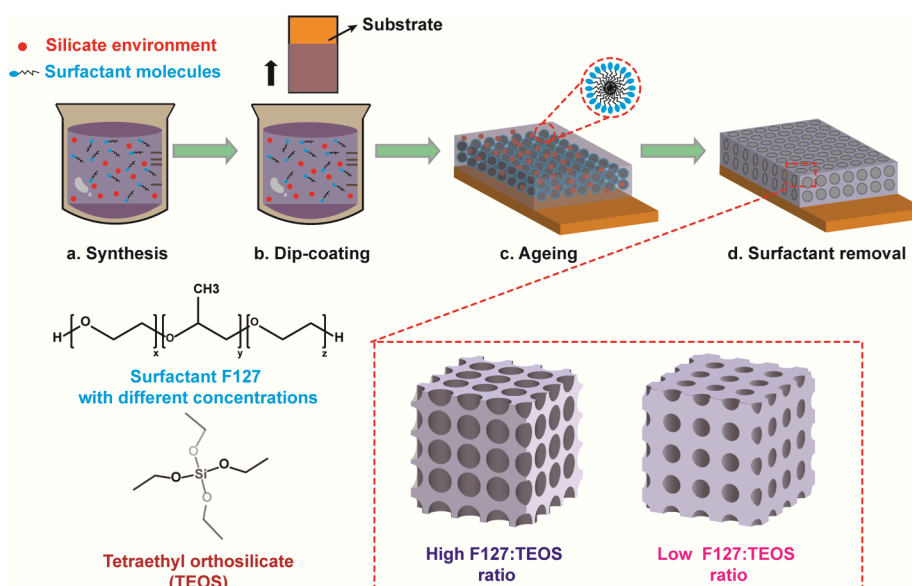 Substrate
Silicate environment
Surfactant molecules
a. Synthesis
b. Dip-coating
c. Ageing
d. Surfactant removal
CH3
H
O
x
O
y
O
z
H
Surfactant F127
with different concentrations
O
O
Si
O
O
Tetraethyl orthosilicate
(TEOS)
High F127:TEOS
ratio
Low F127:TEOS
ratio